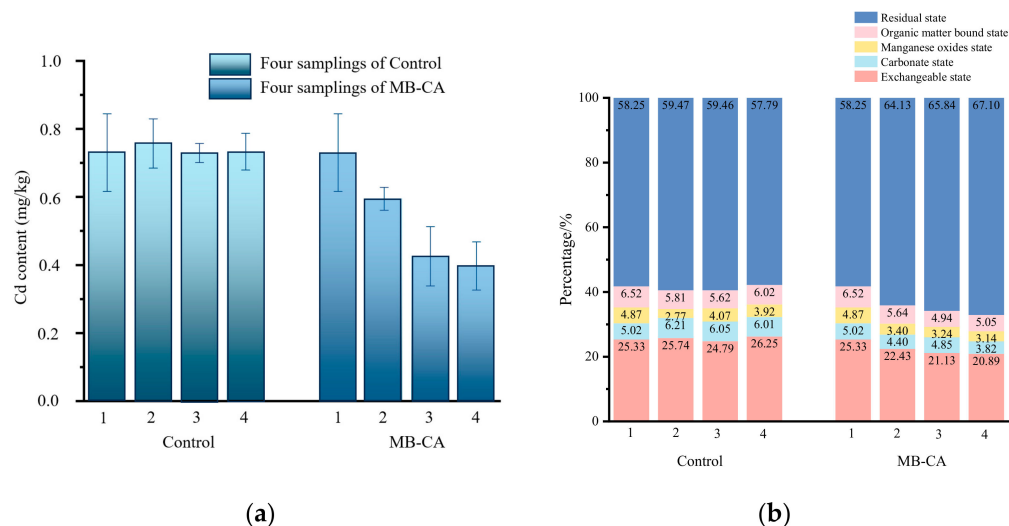 Four samplings of Control
Four samplings of MB-CA
Cd content (mg/kg)
1.0
0.8
0.6
0.4
0.2
0.0
1 2 3 4 1 2 3 4
Control MB-CA
(a)
Residual state
Organic matter bound state
Manganese oxides state
Carbonate state
Exchangeable state
Percentage/%
100
80
60
40
20
0
58.25 59.47 59.46 57.79 58.25 64.13 65.84 67.10
6.52 5.81 5.62 6.02 6.52 5.64 4.94 5.05
4.87 2.77 4.07 3.92 4.87 3.40 3.24 3.14
5.02 6.21 6.05 6.01 5.02 4.40 4.85 3.82
25.33 25.74 24.79 26.25 25.33 22.43 21.13 20.89
1 2 3 4 1 2 3 4
Control MB-CA
(b)